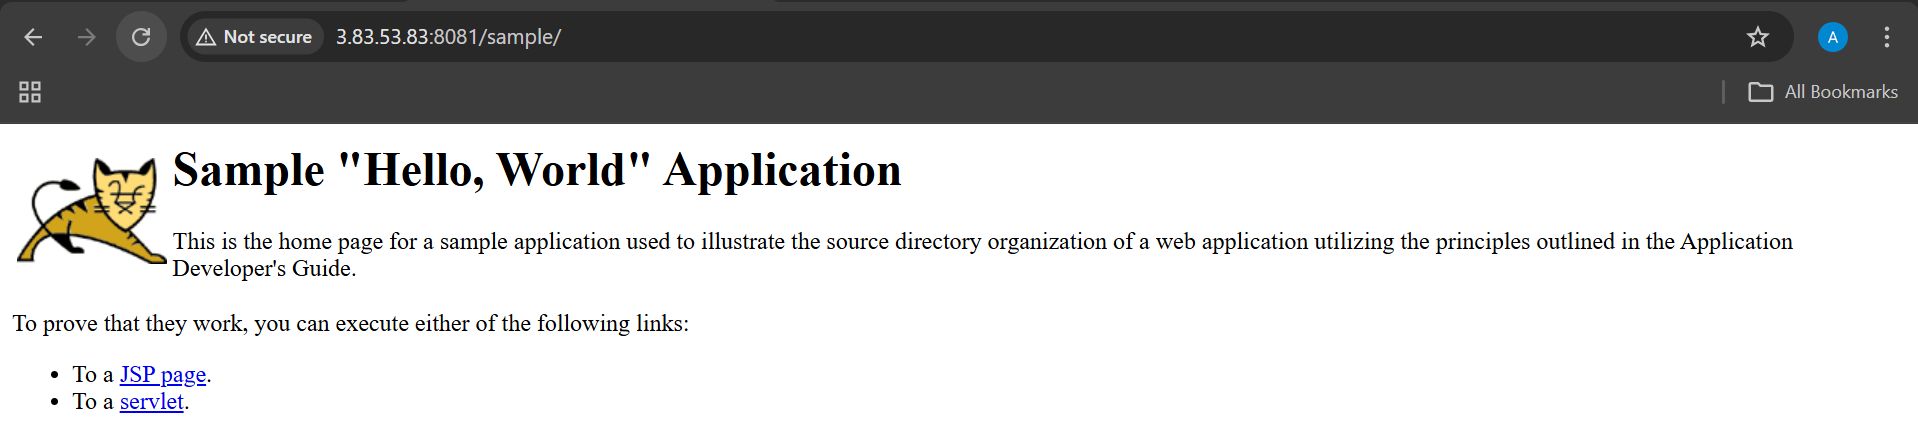 Not secure
3.83.53.83:8081/sample/
A
All Bookmarks
Sample "Hello, World" Application
This is the home page for a sample application used to illustrate the source directory organization of a web application utilizing the principles outlined in the Application
Developer's Guide.
To prove that they work, you can execute either of the following links:
• To a JSP page.
• To a servlet.